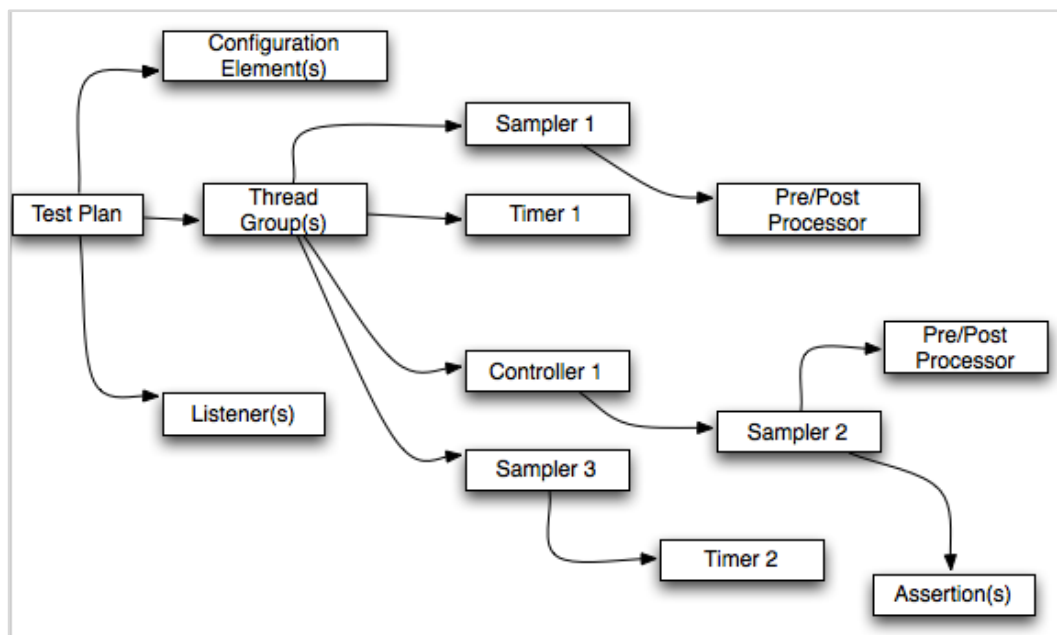 Configuration
Element(s)
Sampler 1
Test Plan
Thread
Group(s)
Timer 1
Pre/Post
Processor
Controller 1
Pre/Post
Processor
Listener(s)
Sampler 2
Sampler 3
Timer 2
Assertion(s)